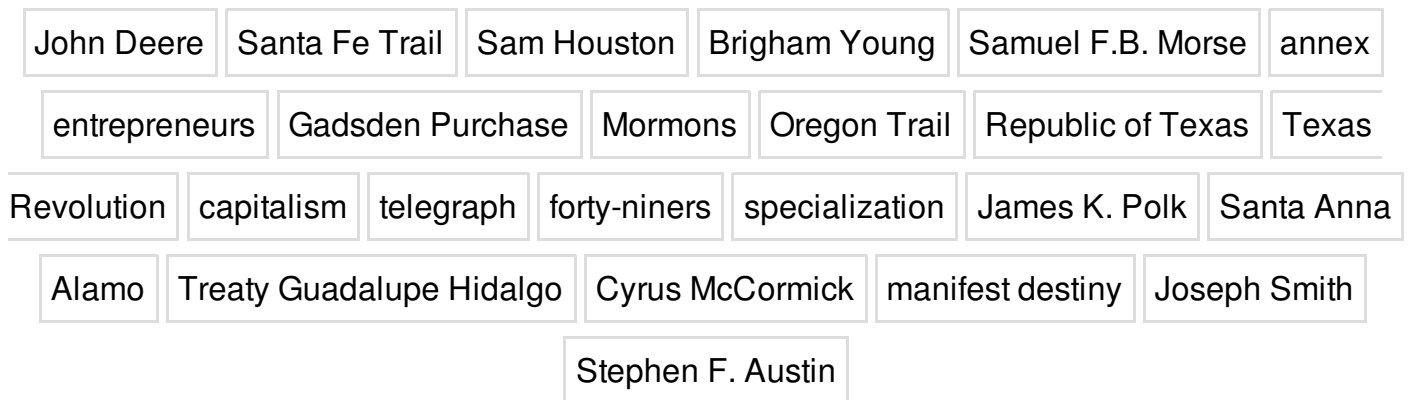 John Deere Santa Fe Trail Sam Houston Brigham Young Samuel F.B. Morse annex
entrepreneurs Gadsden Purchase Mormons Oregon Trail Republic of Texas Texas
Revolution capitalism telegraph forty-niners specialization James K. Polk Santa Anna
Alamo Treaty Guadalupe Hidalgo Cyrus McCormick manifest destiny Joseph Smith
Stephen F. Austin